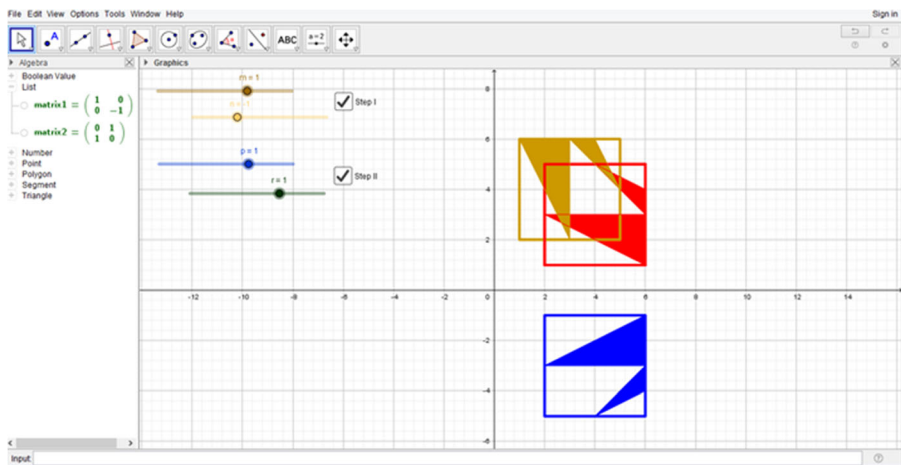 File Edit View Options Tools Window Help
Sign in
A
ABC
a=2
Algebra
Graphics
Boolean Value
List
matrix1 = ( 1 0
0 -1 )
matrix2 = ( 0 1
1 0 )
Number
Point
Polygon
Segment
Triangle
m = 1
Step I
p = 1
Step II
r = 1
8
6
4
2
-12 -10 -8 -6 -4 -2 0 2 4 6 8 10 12 14
-2
-4
-6
Input: